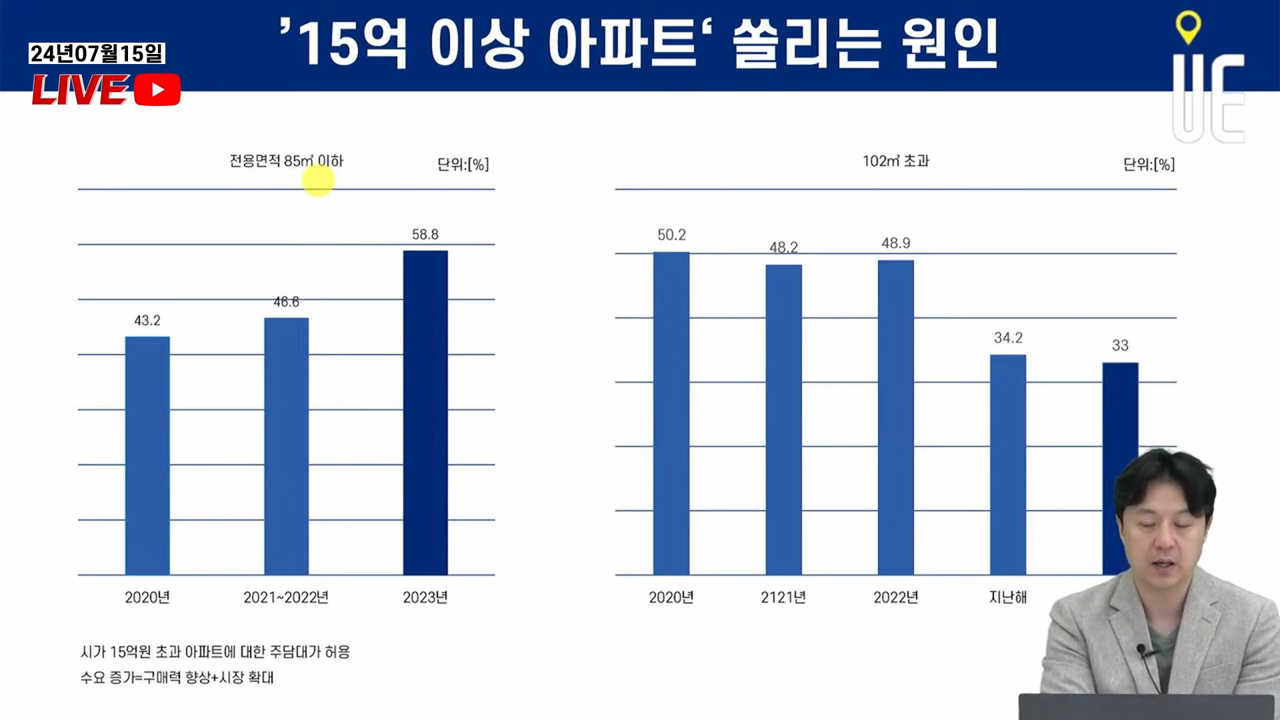 ’15억 이상 아파트‘ 쏠리는 원인
24년07월15일
LIVE
UE
전용면적 85㎡ 이하
단위:[%]
43.2
46.6
58.8
2020년
2021~2022년
2023년
102㎡ 초과
단위:[%]
50.2
48.2
48.9
34.2
33
2020년
2121년
2022년
지난해
시가 15억원 초과 아파트에 대한 주담대가 허용
수요 증가=구매력 향상+시장 확대